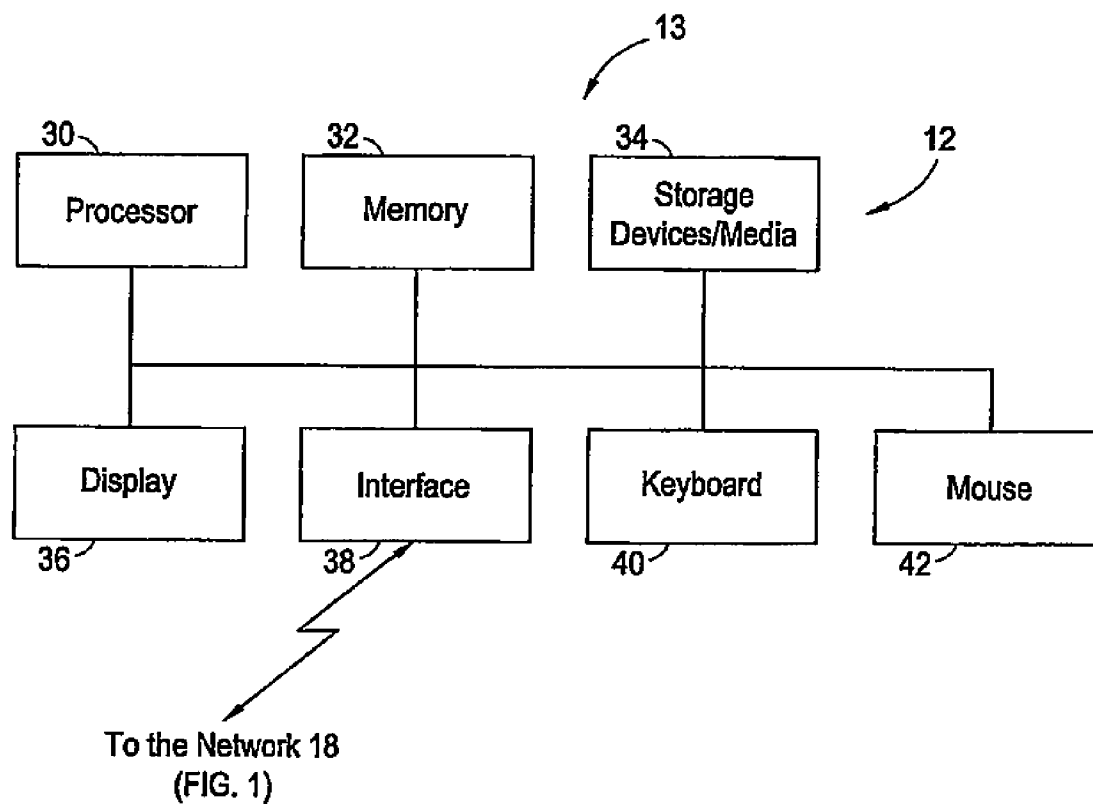 13
30
32
34
12
Processor
Memory
Storage
Devices/Media
Display
Interface
Keyboard
Mouse
36
38
40
42
To the Network 18
(FIG. 1)